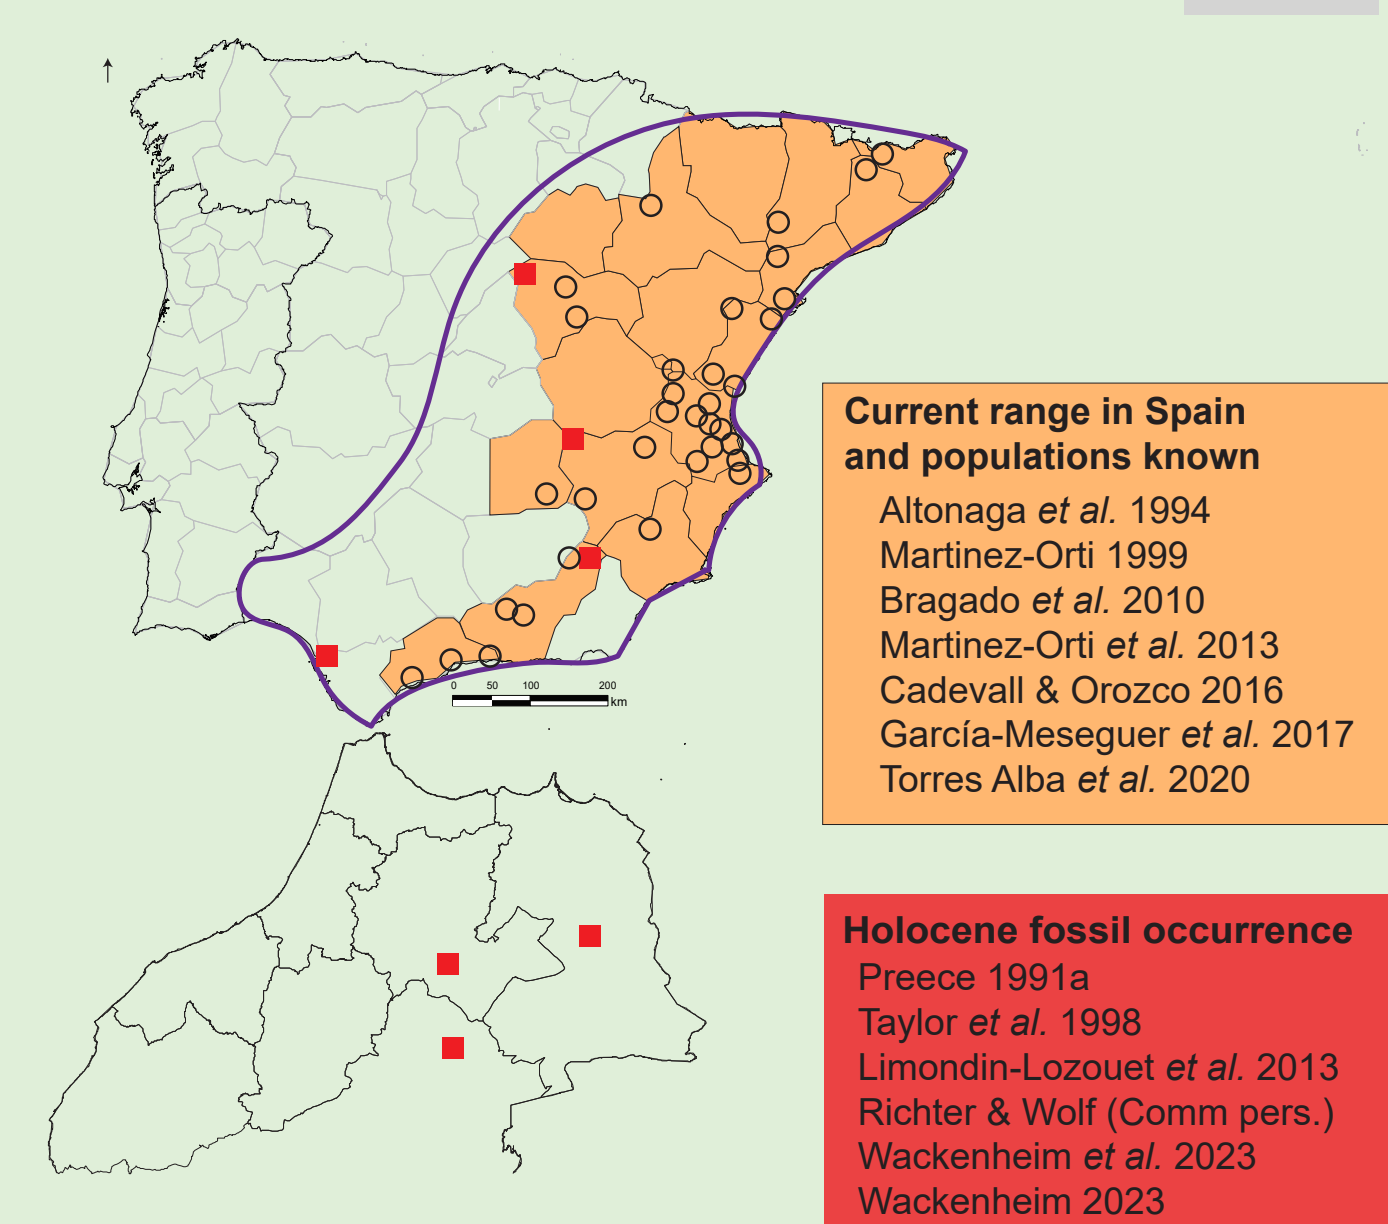 Current range in Spain
and populations known
Altonaga et al. 1994
Martinez-Orti 1999
Bragado et al. 2010
Martinez-Orti et al. 2013
Cadevall & Orozco 2016
García-Meseguer et al. 2017
Torres Alba et al. 2020
0 50 100 200
km
Holocene fossil occurrence
Preece 1991a
Taylor et al. 1998
Limondin-Lozouet et al. 2013
Richter & Wolf (Comm pers.)
Wackenheim et al. 2023
Wackenheim 2023